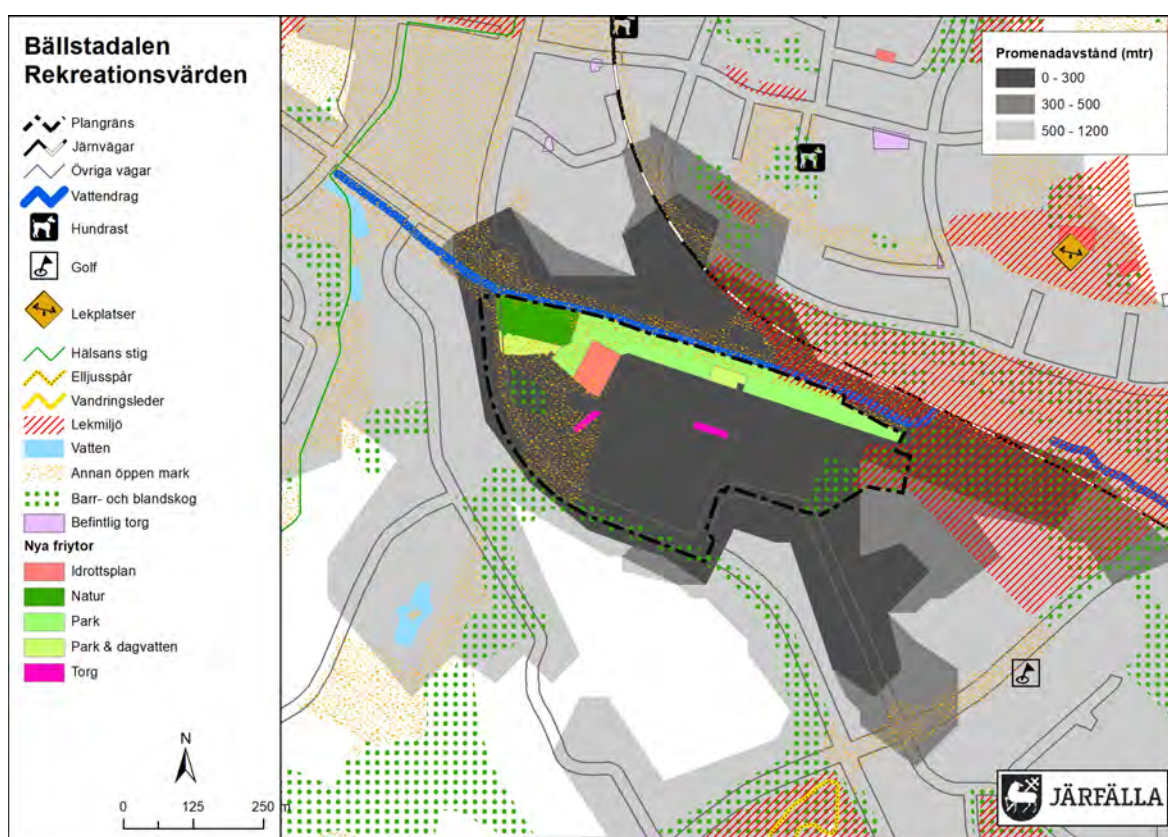 Bällstadalen
Rekreationsvärden
Plangräns
Järnvägar
Övriga vägar
Vattendrag
Hundrast
Golf
Lekplatser
Hälsans stig
Elljusspår
Vandringsleder
Lekmiljö
Vatten
Annan öppen mark
Barr- och blandskog
Befintlig torg
Nya friytor
Idrottsplan
Natur
Park
Park & dagvatten
Torg
N
0 125 250 m
Promenadavstånd (mtr)
0 - 300
300 - 500
500 - 1200
JÄRFÄLLA